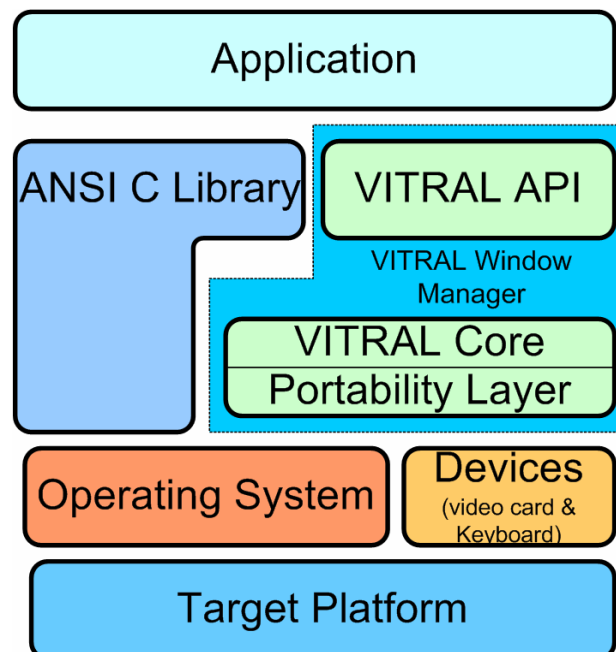 Application
ANSI C Library
VITRAL API
VITRAL Window
Manager
VITRAL Core
Portability Layer
Operating System
Devices
(video card &
Keyboard)
Target Platform